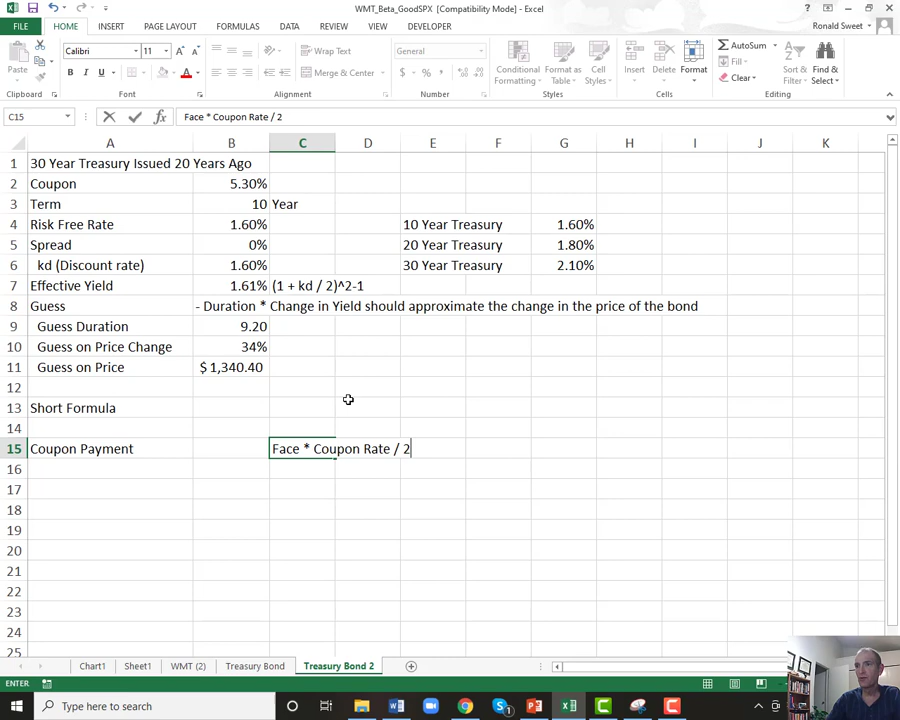 WMT_Beta_GoodSPX [Compatibility Mode] - Excel
FILE HOME INSERT PAGE LAYOUT FORMULAS DATA REVIEW VIEW DEVELOPER Ronald Sweet
Calibri 11 Wrap Text General AutoSum
Paste Fill
B I U Merge & Center $ % Conditional Formatting Format as Table Cell Styles Insert Delete Format Clear Sort & Filter Find & Select
Clipboard Font Alignment Number Styles Cells Editing
C15 fx Face * Coupon Rate / 2
A B C D E F G H I J K
1 30 Year Treasury Issued 20 Years Ago
2 Coupon 5.30%
3 Term 10 Year
4 Risk Free Rate 1.60% 10 Year Treasury 1.60%
5 Spread 0% 20 Year Treasury 1.80%
6 kd (Discount rate) 1.60% 30 Year Treasury 2.10%
7 Effective Yield 1.61% (1 + kd / 2)^2-1
8 Guess - Duration * Change in Yield should approximate the change in the price of the bond
9 Guess Duration 9.20
10 Guess on Price Change 34%
11 Guess on Price $ 1,340.40
12
13 Short Formula
14
15 Coupon Payment Face * Coupon Rate / 2
16
17
18
19
20
21
22
23
24
25
Chart1 Sheet1 WMT (2) Treasury Bond Treasury Bond 2
ENTER
Type here to search